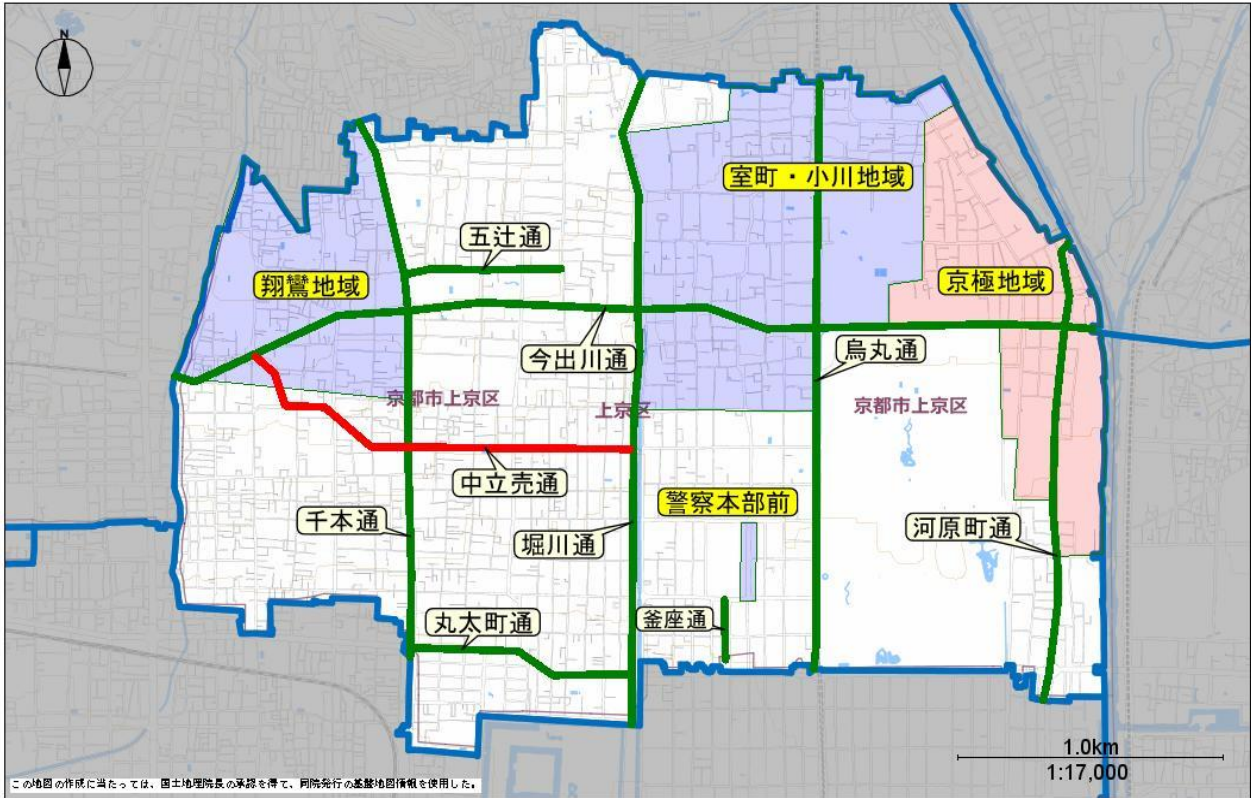 N
室町・小川地域
五辻通
翔鸞地域
京極地域
今出川通
烏丸通
京都市上京区
上京区
京都市上京区
中立売通
警察本部前
千本通
堀川通
河原町通
釜座通
丸太町通
1.0km
1:17,000
この地図の作成に当たっては、国土地理院長の承認を得て、同院発行の基盤地図情報を使用した。